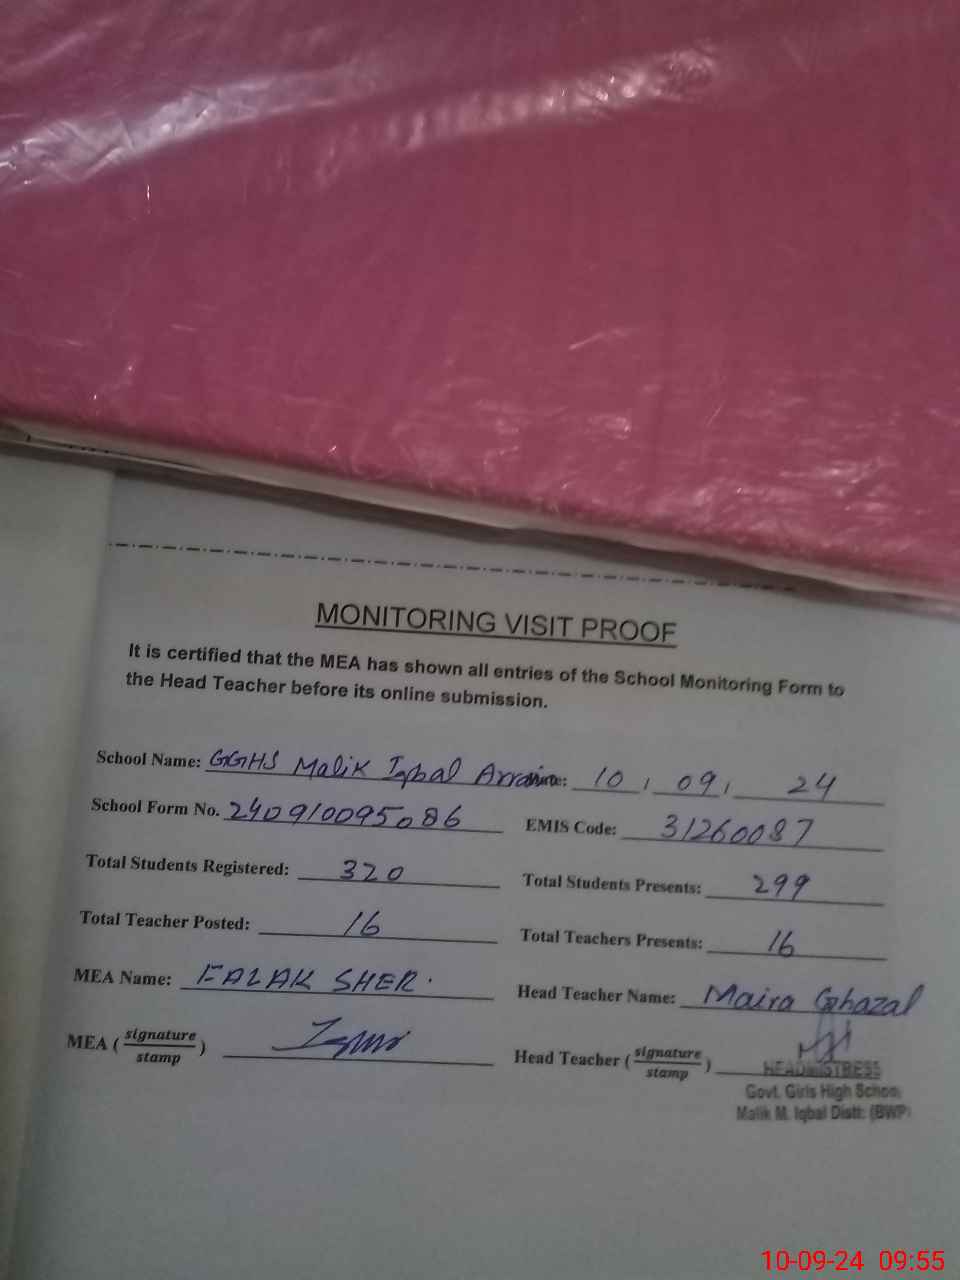 MONITORING VISIT PROOF
It is certified that the MEA has shown all entries of the School Monitoring Form to
the Head Teacher before its online submission.
School Name: GGHS Malik Iqbal Arrain 10 / 09 / 24
School Form No. 240910095086 EMIS Code: 31260087
Total Students Registered: 320 Total Students Presents: 299
Total Teacher Posted: 16 Total Teachers Presents: 16
MEA Name: FALAK SHER. Head Teacher Name: Maira Ghazal
MEA (signature/stamp) Head Teacher (signature/stamp)
HEADMISTRESS
Govt. Girls High School
Malik M. Iqbal Distt: (BWP)
10-09-24 09:55